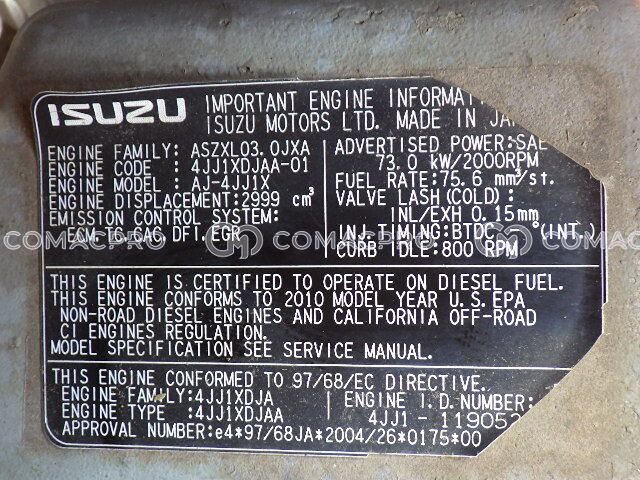 ISUZU IMPORTANT ENGINE
ISUZU MOTORS LTD. MADE IN
ENGINE FAMILY: ASZXL03.0JXA
ENGINE CODE : 4JJ1XDJAA-01
ENGINE MODEL : AJ-4JJ1X
ENGINE DISPLACEMENT: 2999 cm³
EMISSION CONTROL SYSTEM:
ECM, TC, CAC, DFI, EGR
ADVERTISED POWER: SAE
73.0 kW/2000RPM
FUEL RATE: 75.6 mm³/st.
VALVE LASH (COLD) :
INL/EXH 0.15mm
INJ.TIMING: BTDC °(INT.)
CURB IDLE: 800 RPM
COMACPRO COMACPRO COMACPRO
THIS ENGINE IS CERTIFIED TO OPERATE ON DIESEL FUEL.
THIS ENGINE CONFORMS TO 2010 MODEL YEAR U.S.EPA
NON-ROAD DIESEL ENGINES AND CALIFORNIA OFF-ROAD
CI ENGINES REGULATION.
MODEL SPECIFICATION SEE SERVICE MANUAL.
THIS ENGINE CONFORMED TO 97/68/EC DIRECTIVE.
ENGINE FAMILY: 4JJ1XDJA
ENGINE TYPE : 4JJ1XDJAA
ENGINE I.D. NUMBER:
4JJ1 - 119052
APPROVAL NUMBER: e4*97/68JA*2004/26*0175*00